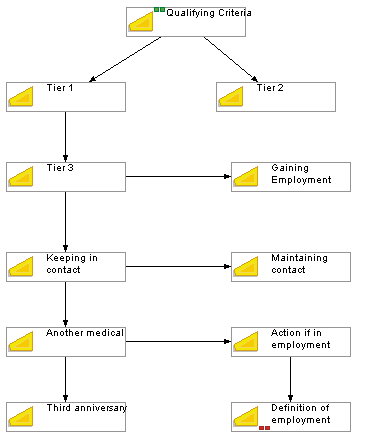 Qualifying Criteria
Tier 1
Tier 2
Tier 3
Gaining
Employment
Keeping in
contact
Maintaining
contact
Another medical
Action if in
employment
Third anniversary
Definition of
employment